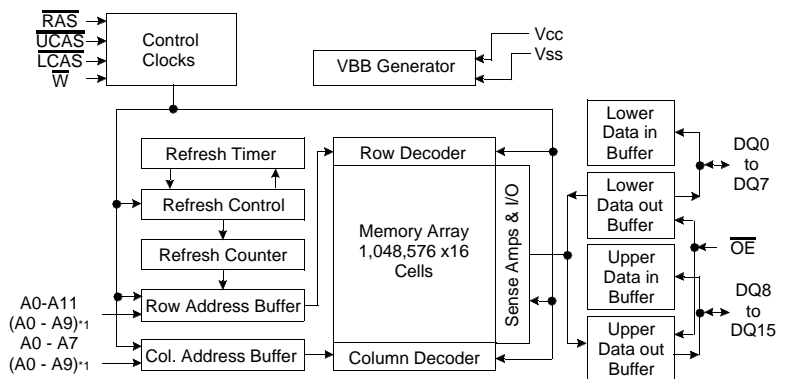 RAS
UCAS
LCAS
W
Control
Clocks
VBB Generator
Vcc
Vss
Refresh Timer
Refresh Control
Refresh Counter
Row Address Buffer
Col. Address Buffer
A0-A11
(A0 - A9)*1
A0 - A7
(A0 - A9)*1
Row Decoder
Memory Array
1,048,576 x16
Cells
Column Decoder
Sense Amps & I/O
Lower
Data in
Buffer
Lower
Data out
Buffer
Upper
Data in
Buffer
Upper
Data out
Buffer
DQ0
to
DQ7
OE
DQ8
to
DQ15